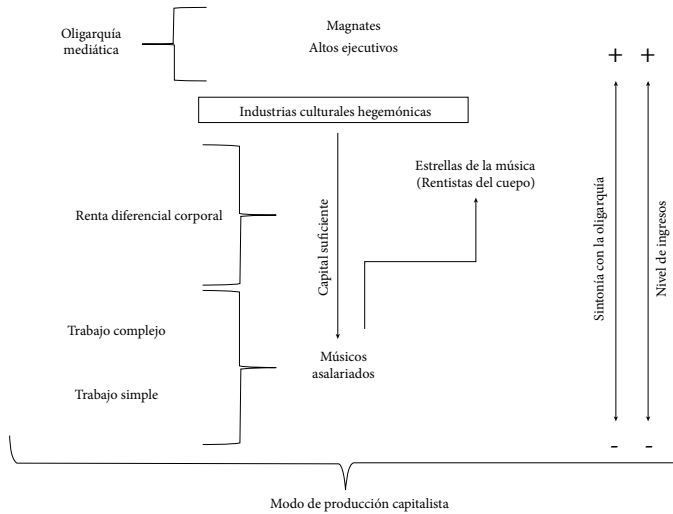 Oligarquía
mediática
Magnates
Altos ejecutivos
+ +
Industrias culturales hegemónicas
Estrellas de la música
(Rentistas del cuepo)
Renta diferencial corporal
Capital suficiente
Sintonía con la oligarquía
Nivel de ingresos
Trabajo complejo
Músicos
asalariados
Trabajo simple
- -
Modo de producción capitalista